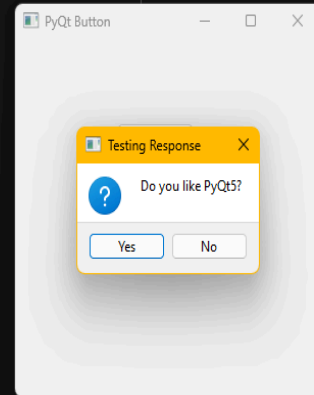 PyQt Button
Testing Response
Do you like PyQt5?
Yes
No